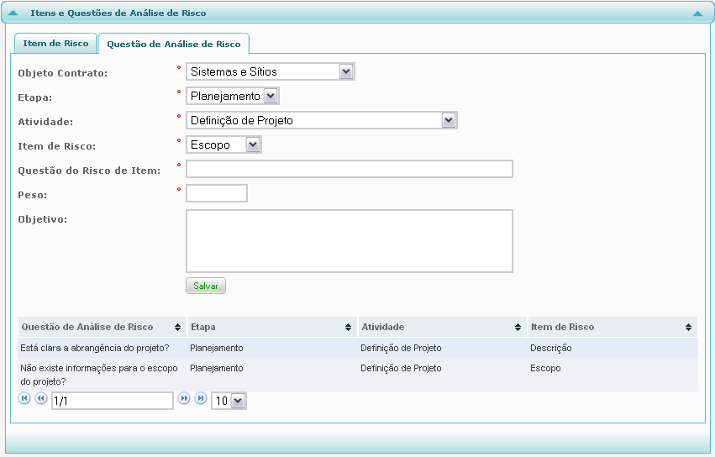 Itens e Questões de Análise de Risco
Item de Risco Questão de Análise de Risco
Objeto Contrato: * Sistemas e Sítios
Etapa: * Planejamento
Atividade: * Definição de Projeto
Item de Risco: * Escopo
Questão do Risco de Item: *
Peso: *
Objetivo:
Salvar
Questão de Análise de Risco Etapa Atividade Item de Risco
Está clara a abrangência do projeto? Planejamento Definição de Projeto Descrição
Não existe informações para o escopo Planejamento Definição de Projeto Escopo
do projeto?
1/1 10